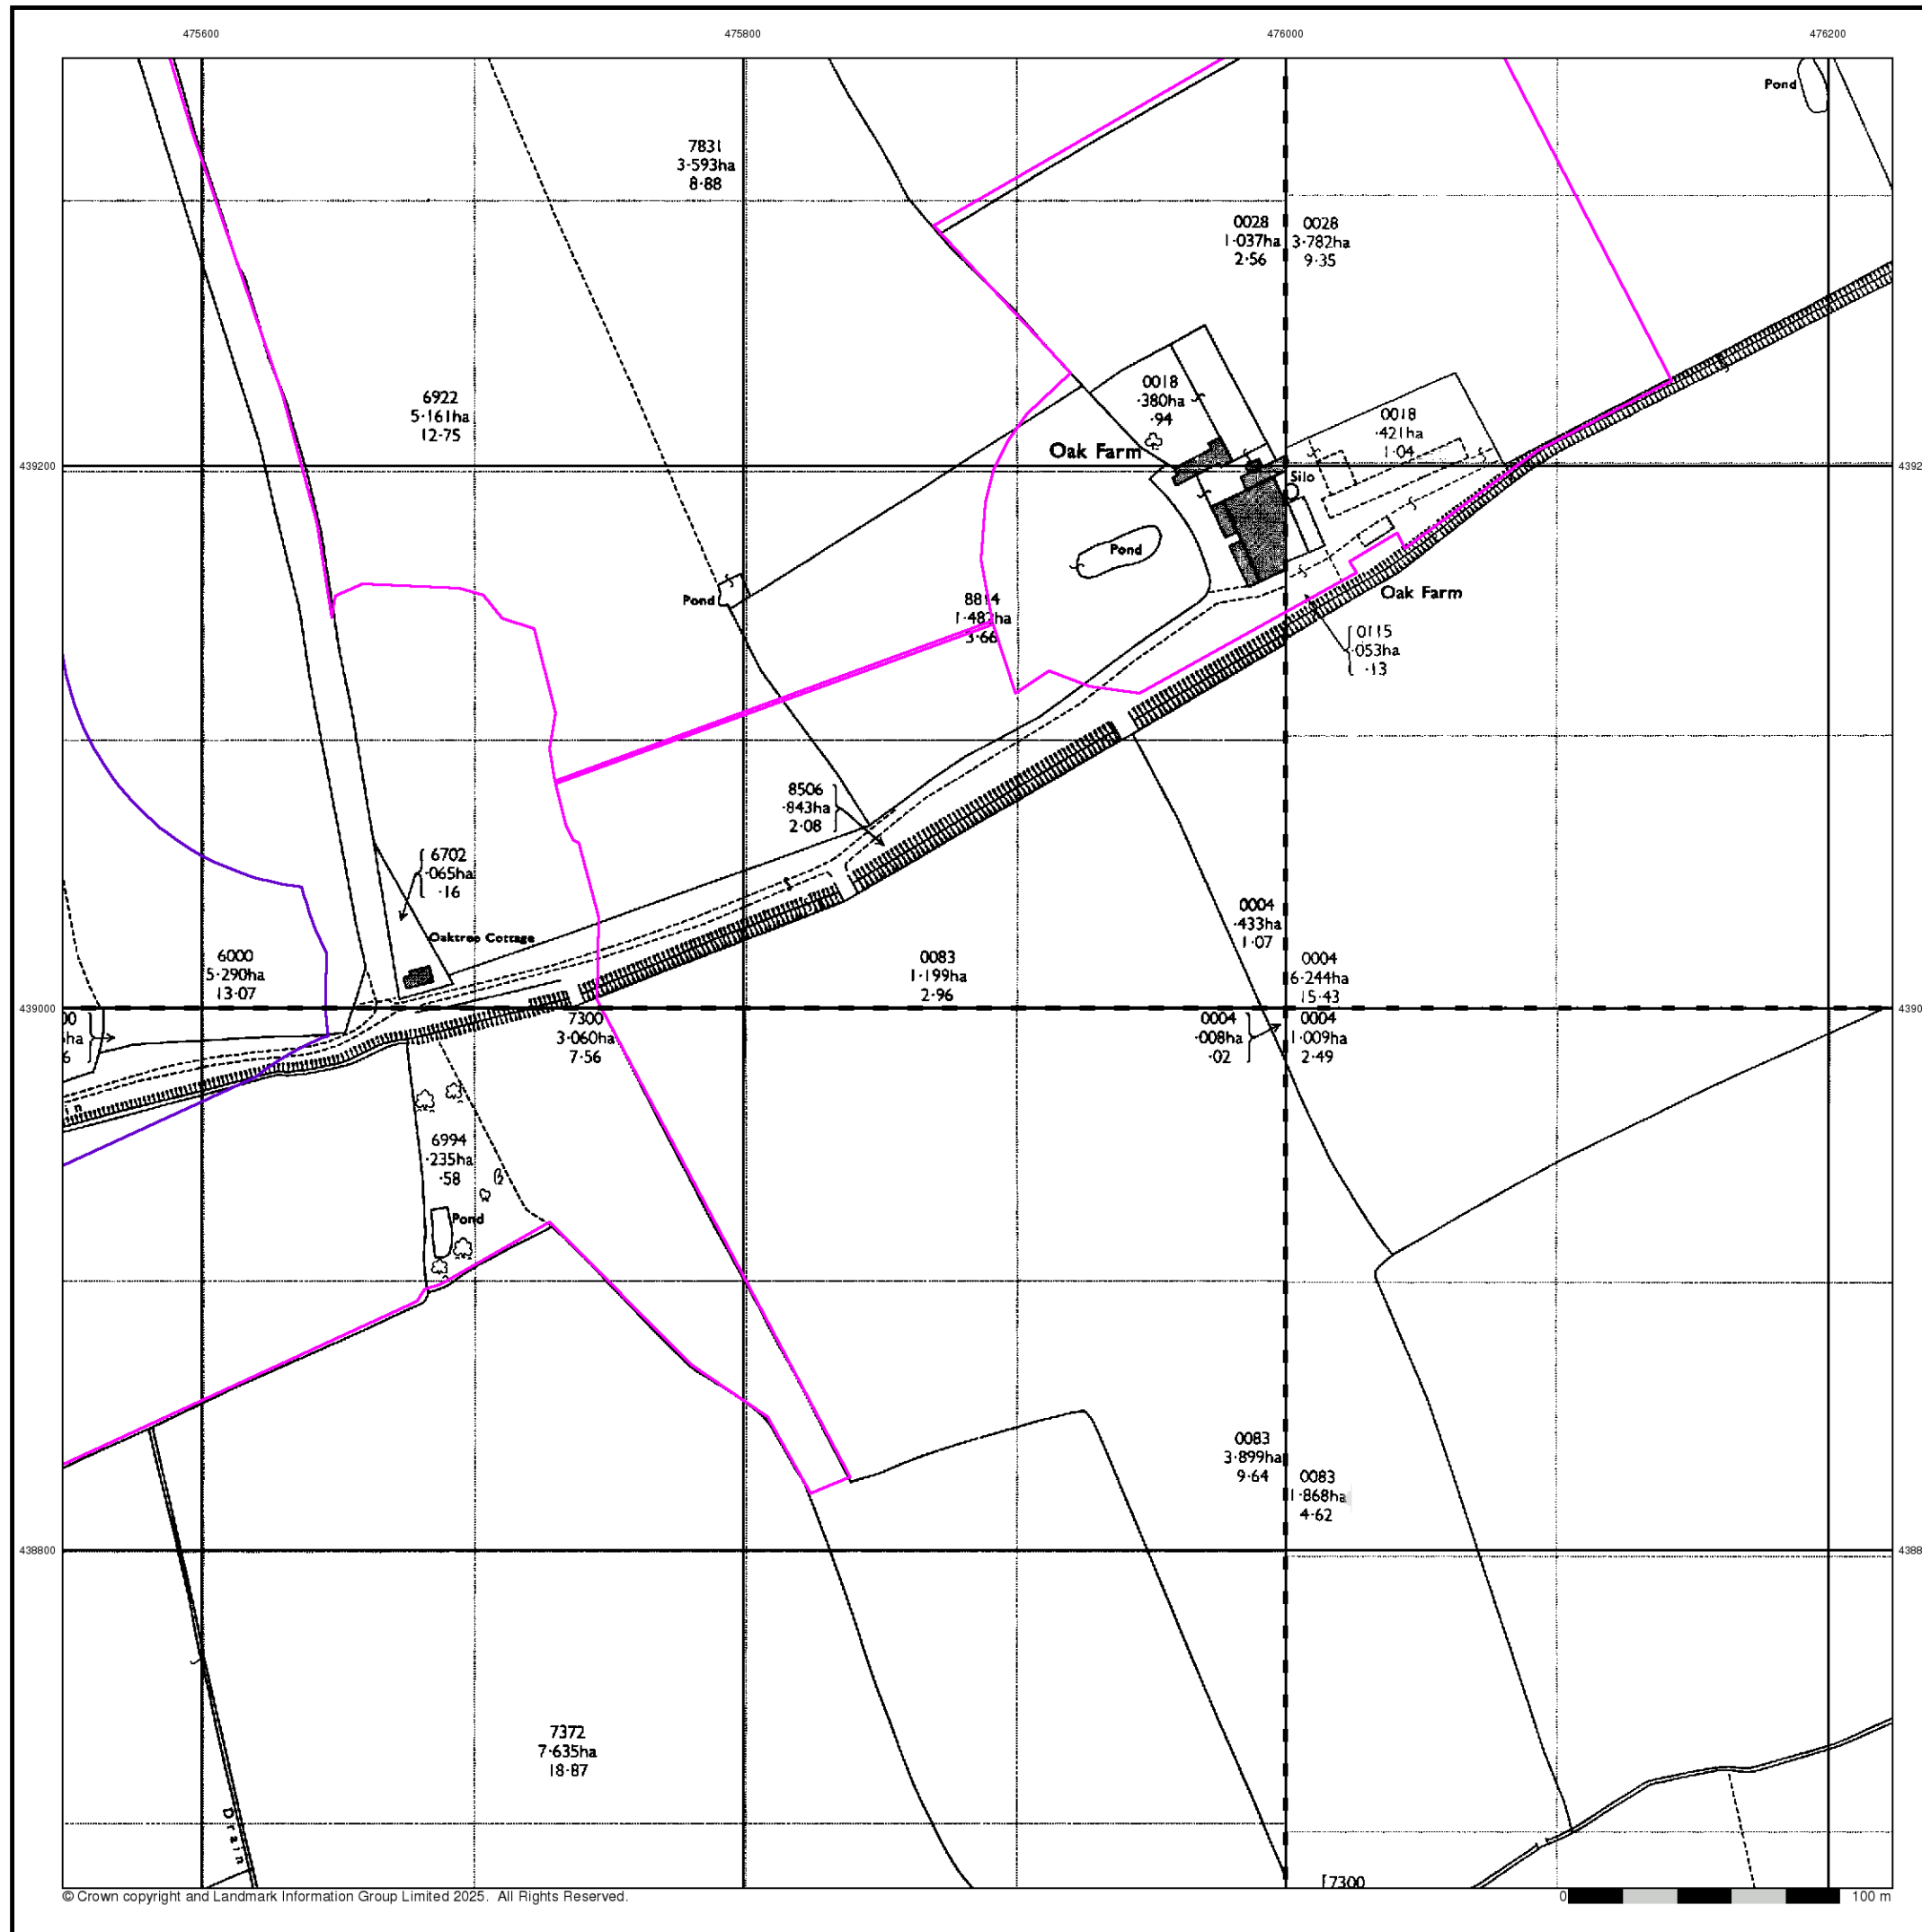 475600
475800
476000
476200
Pond
7831
3·593ha
8·88
0028
1·037ha
2·56
0028
3·782ha
9·35
6922
5·161ha
12·75
0018
·380ha
·94
0018
·421ha
1·04
Oak Farm
439200
4392
Silo
Pond
Pond
8814
3·66
Oak Farm
0115
·053ha
·13
8506
·843ha
2·08
6702
·065ha
·16
Oaktree Cottage
6000
5·290ha
13·07
0083
1·199ha
2·96
0004
·433ha
1·07
0004
6·244ha
15·43
439000
4390
7300
3·060ha
7·56
0004
·008ha
·02
0004
1·009ha
2·49
6994
·235ha
·58
Pond
0083
3·899ha
9·64
0083
1·868ha
4·62
438800
4388
7372
7·635ha
18·87
Drain
7300
© Crown copyright and Landmark Information Group Limited 2025. All Rights Reserved.
0
100 m